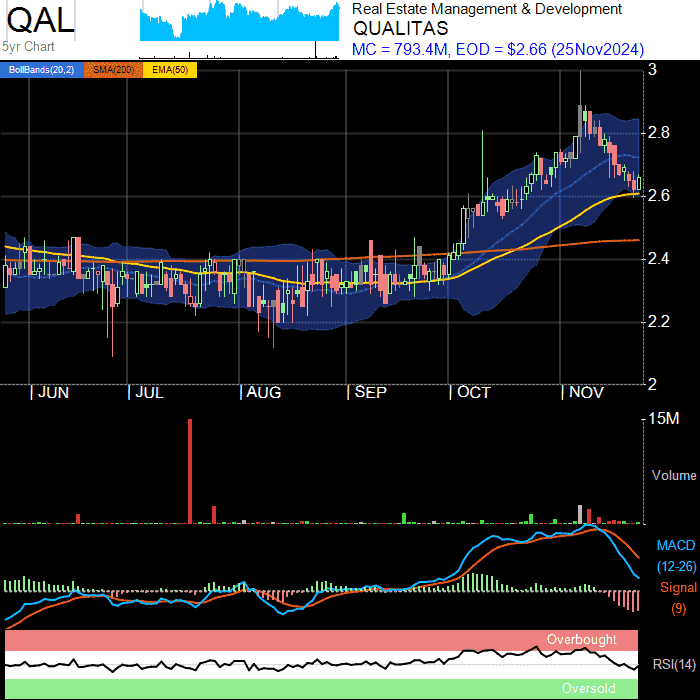 QAL
5yr Chart
Real Estate Management & Development
QUALITAS
MC = 793.4M, EOD = $2.66 (25Nov2024)
BollBands(20,2) SMA(200) EMA(50)
3
2.8
2.6
2.4
2.2
2
JUN JUL AUG SEP OCT NOV
15M
Volume
MACD
(12-26)
Signal
(9)
Overbought
RSI(14)
Oversold